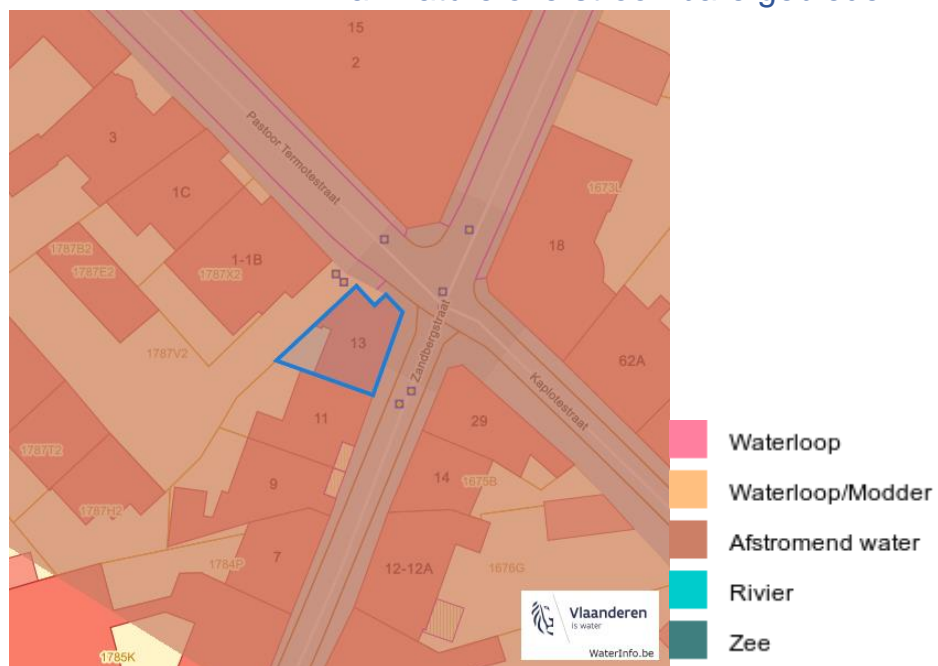 15
2
Pastoor Termotestraat
3
1C
1673L
18
1787B2
1787E2
1-1B
1787X2
13
Zandbergstraat
1787V2
62A
Kaplotestraat
11
29
1787T2
9
14
1675B
1787H2
7
1784P
12-12A
1676G
1785K
Vlaanderen
is water
WaterInfo.be
Waterloop
Waterloop/Modder
Afstromend water
Rivier
Zee